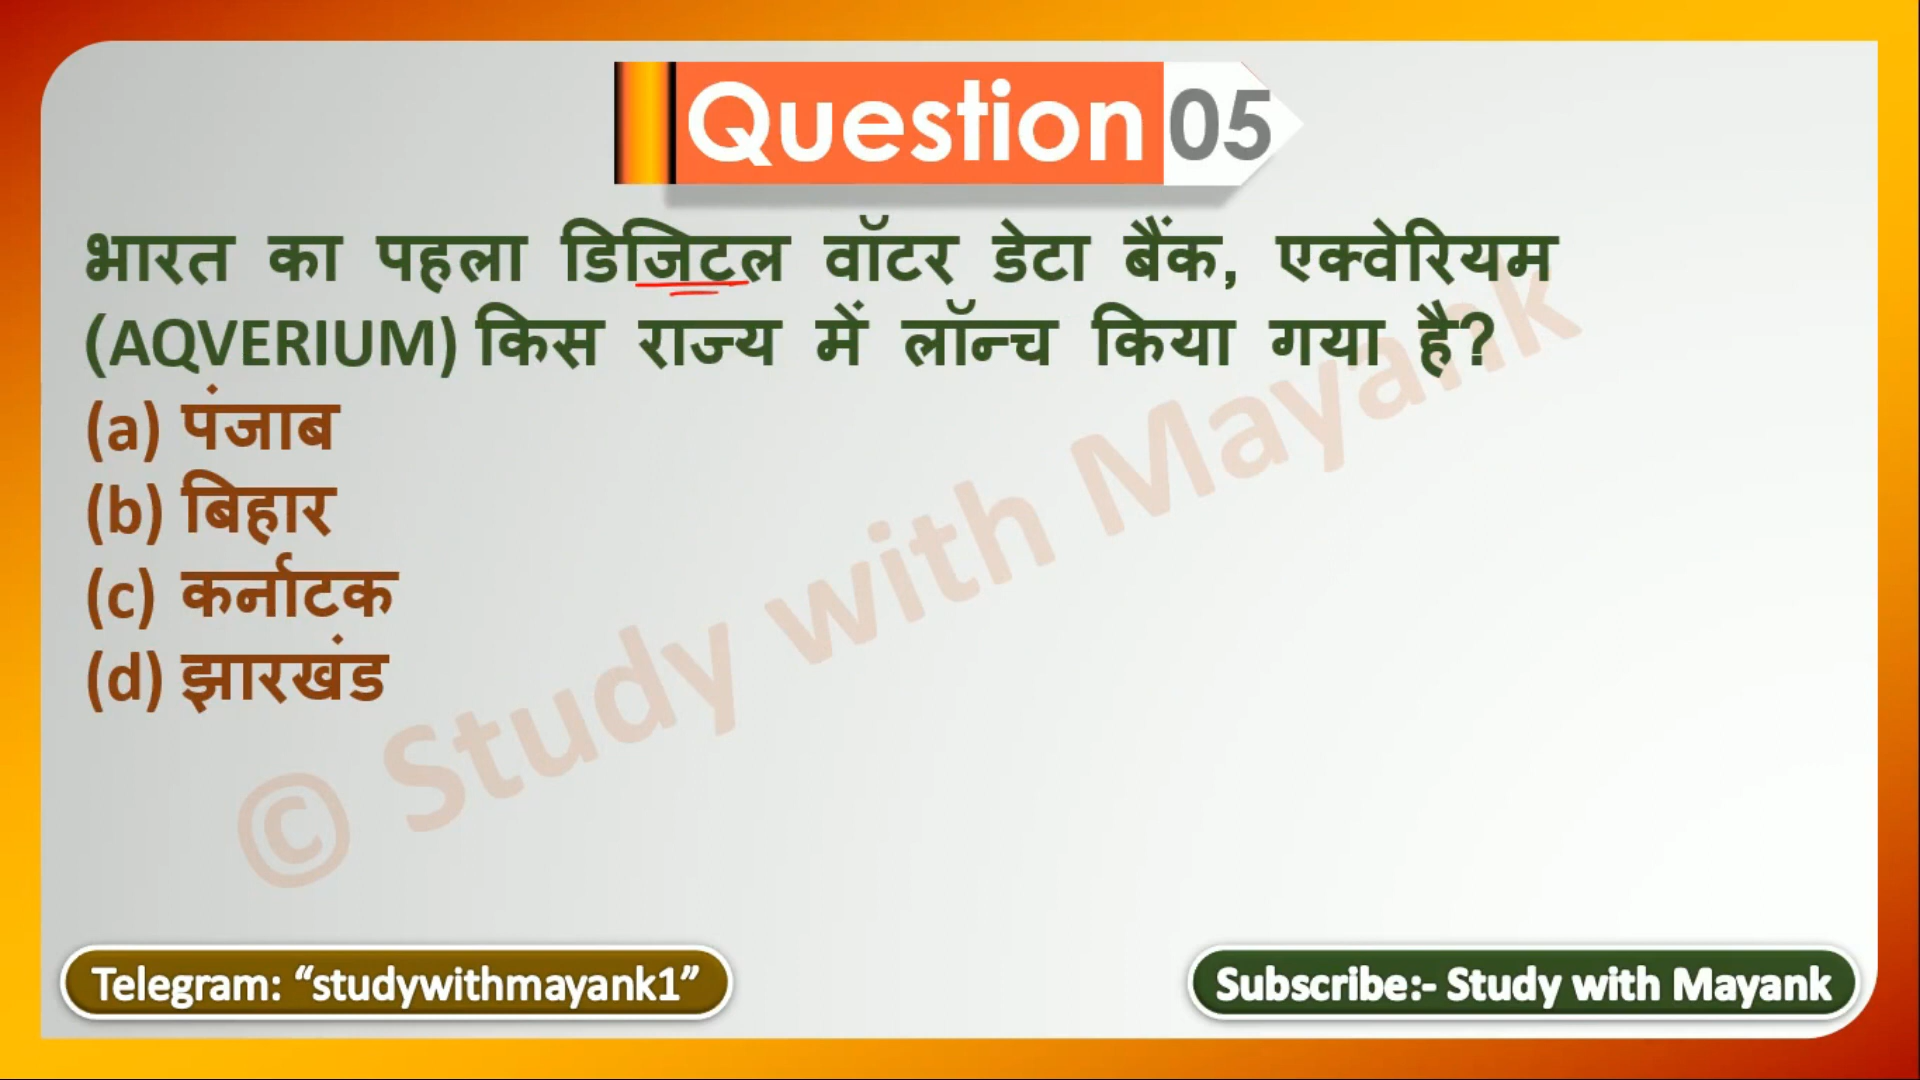 Question 05
भारत का पहला डिजिटल वॉटर डेटा बैंक, एक्वेरियम
(AQVERIUM) किस राज्य में लॉन्च किया गया है?
(a) पंजाब
(b) बिहार
(c) कर्नाटक
(d) झारखंड
© Study with Mayank
Telegram: “studywithmayank1”
Subscribe:- Study with Mayank